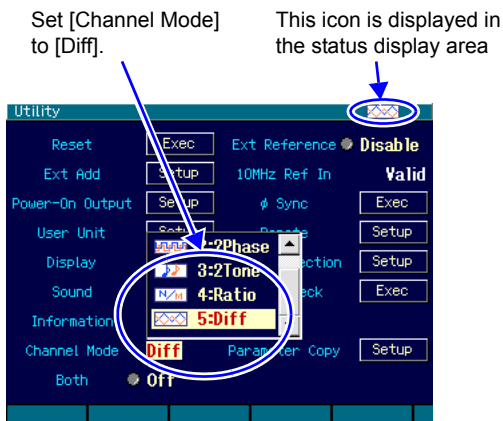 Set [Channel Mode]
to [Diff].
This icon is displayed in
the status display area
Utility
Reset Exec Ext Reference Disable
Ext Add Setup 10MHz Ref In Valid
Power-On Output Setup ϕ Sync Exec
User Unit Setup
2Phase
Display Setup
3:2Tone
Sound Exec
N/M 4:Ratio
Information
5:Diff
Channel Mode Diff Parameter Copy Setup
Both Off